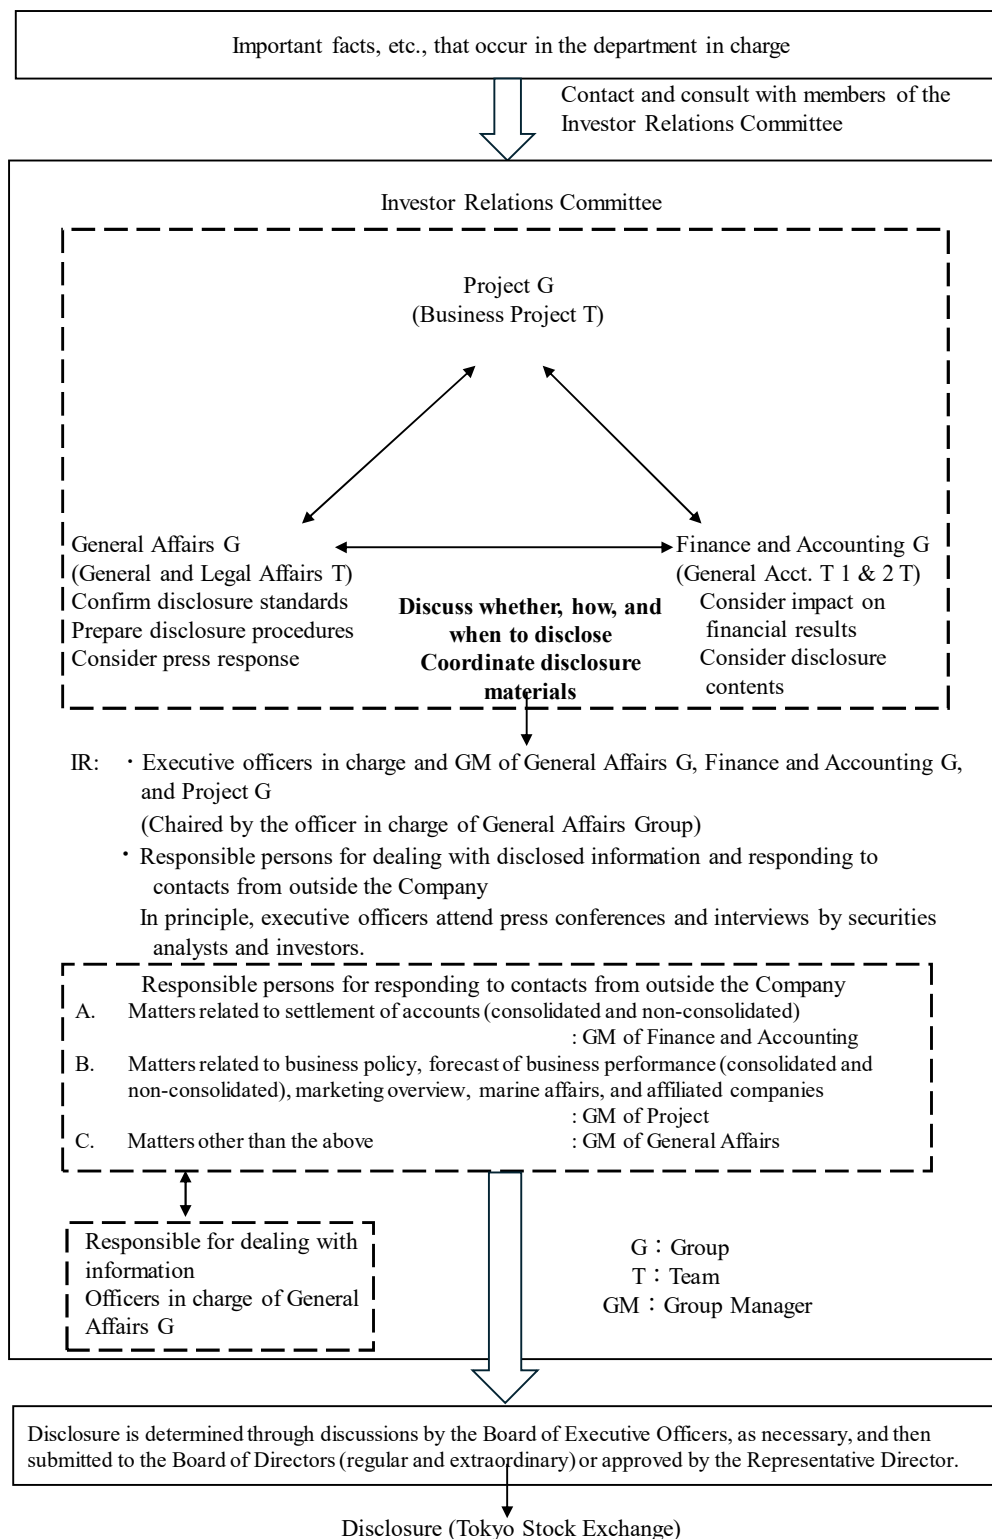 Important facts, etc., that occur in the department in charge
Contact and consult with members of the
Investor Relations Committee
Investor Relations Committee
Project G
(Business Project T)
General Affairs G
(General and Legal Affairs T)
Confirm disclosure standards
Prepare disclosure procedures
Consider press response
Discuss whether, how, and
when to disclose
Coordinate disclosure
materials
Finance and Accounting G
(General Acct. T 1 & 2 T)
Consider impact on
financial results
Consider disclosure
contents
IR: ・Executive officers in charge and GM of General Affairs G, Finance and Accounting G,
and Project G
(Chaired by the officer in charge of General Affairs Group)
・Responsible persons for dealing with disclosed information and responding to
contacts from outside the Company
In principle, executive officers attend press conferences and interviews by securities
analysts and investors.
Responsible persons for responding to contacts from outside the Company
A. Matters related to settlement of accounts (consolidated and non-consolidated)
: GM of Finance and Accounting
B. Matters related to business policy, forecast of business performance (consolidated and
non-consolidated), marketing overview, marine affairs, and affiliated companies
: GM of Project
C. Matters other than the above : GM of General Affairs
Responsible for dealing with
information
Officers in charge of General
Affairs G
G：Group
T：Team
GM：Group Manager
Disclosure is determined through discussions by the Board of Executive Officers, as necessary, and then
submitted to the Board of Directors (regular and extraordinary) or approved by the Representative Director.
Disclosure (Tokyo Stock Exchange)